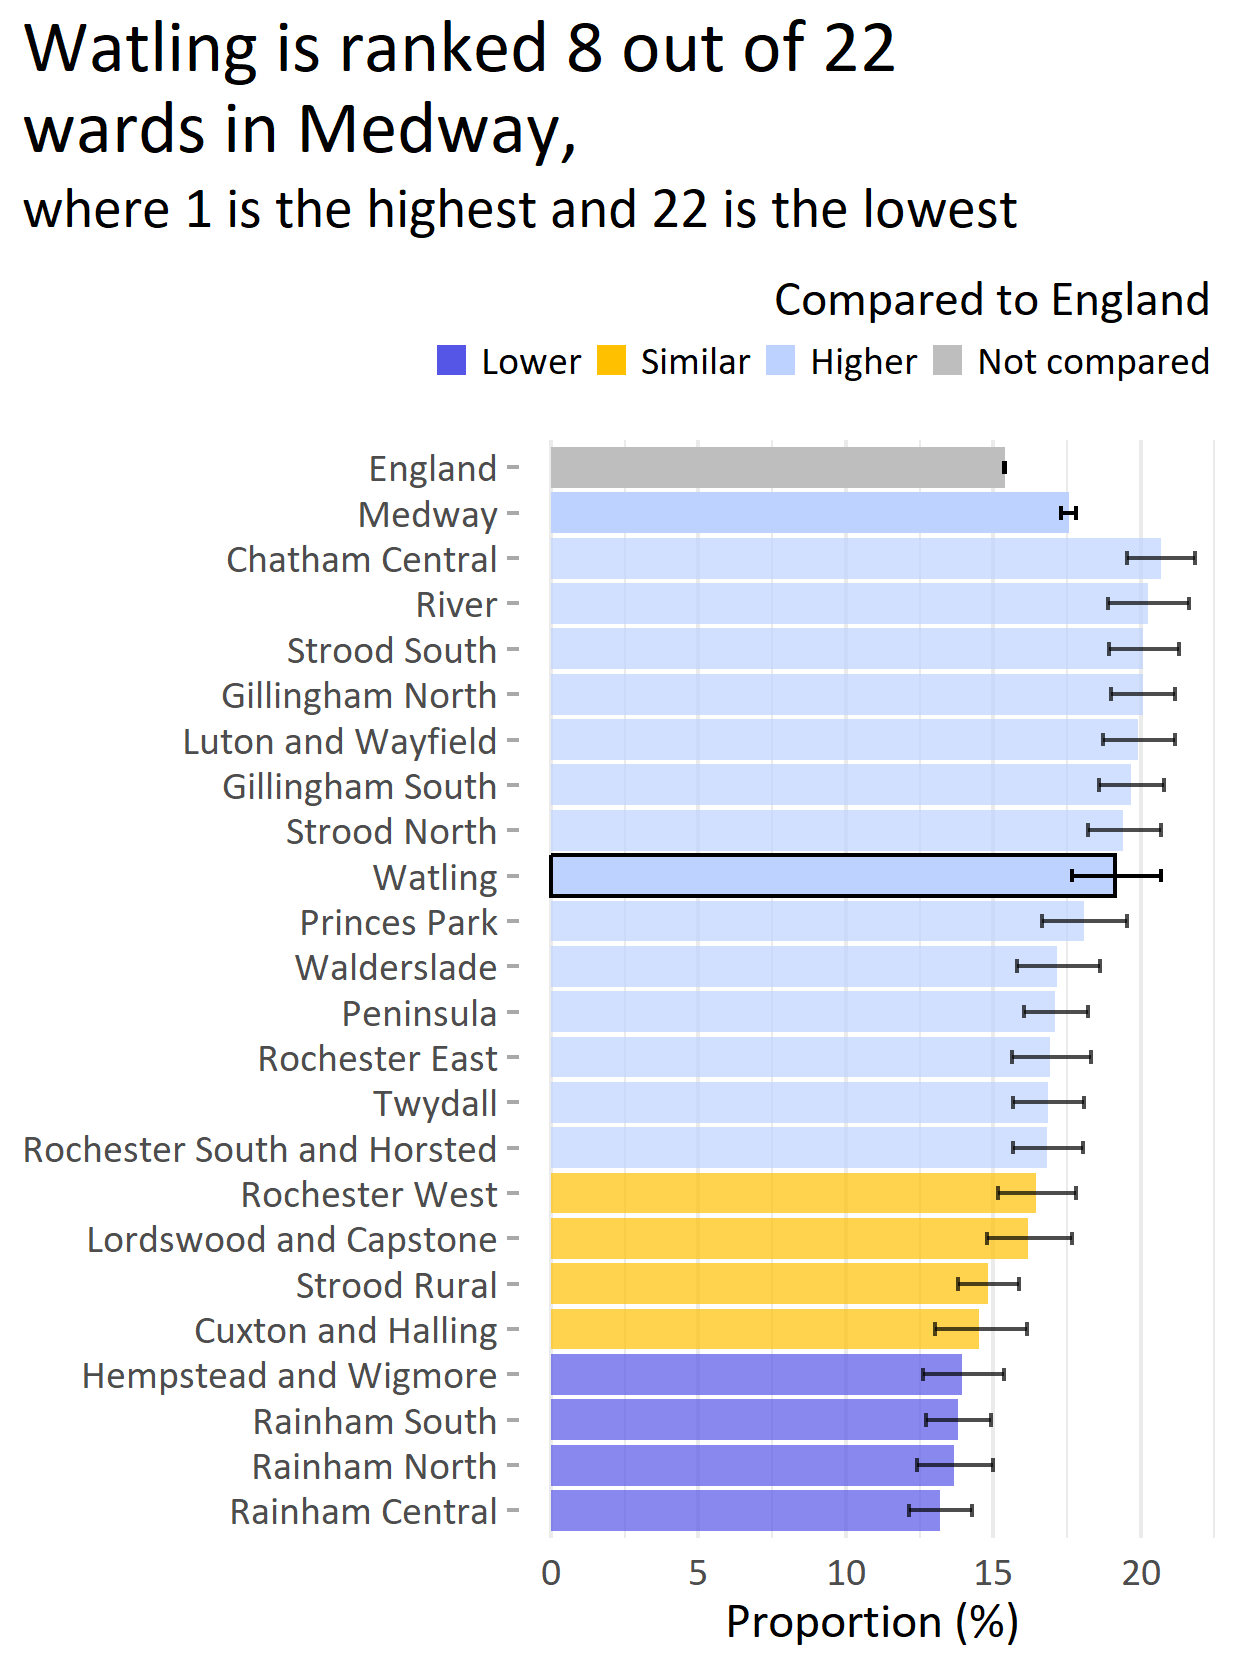 Watling is ranked 8 out of 22
wards in Medway,
where 1 is the highest and 22 is the lowest
Compared to England
Lower Similar Higher Not compared
England
Medway
Chatham Central
River
Strood South
Gillingham North
Luton and Wayfield
Gillingham South
Strood North
Watling
Princes Park
Walderslade
Peninsula
Rochester East
Twydall
Rochester South and Horsted
Rochester West
Lordswood and Capstone
Strood Rural
Cuxton and Halling
Hempstead and Wigmore
Rainham South
Rainham North
Rainham Central
0 5 10 15 20
Proportion (%)